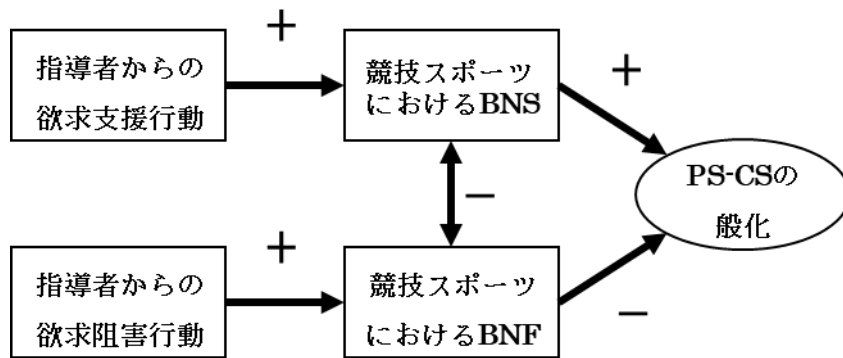 ＋
＋
指導者からの
欲求支援行動
競技スポーツ
におけるBNS
PS-CSの
般化
－
＋
指導者からの
欲求阻害行動
競技スポーツ
におけるBNF
－